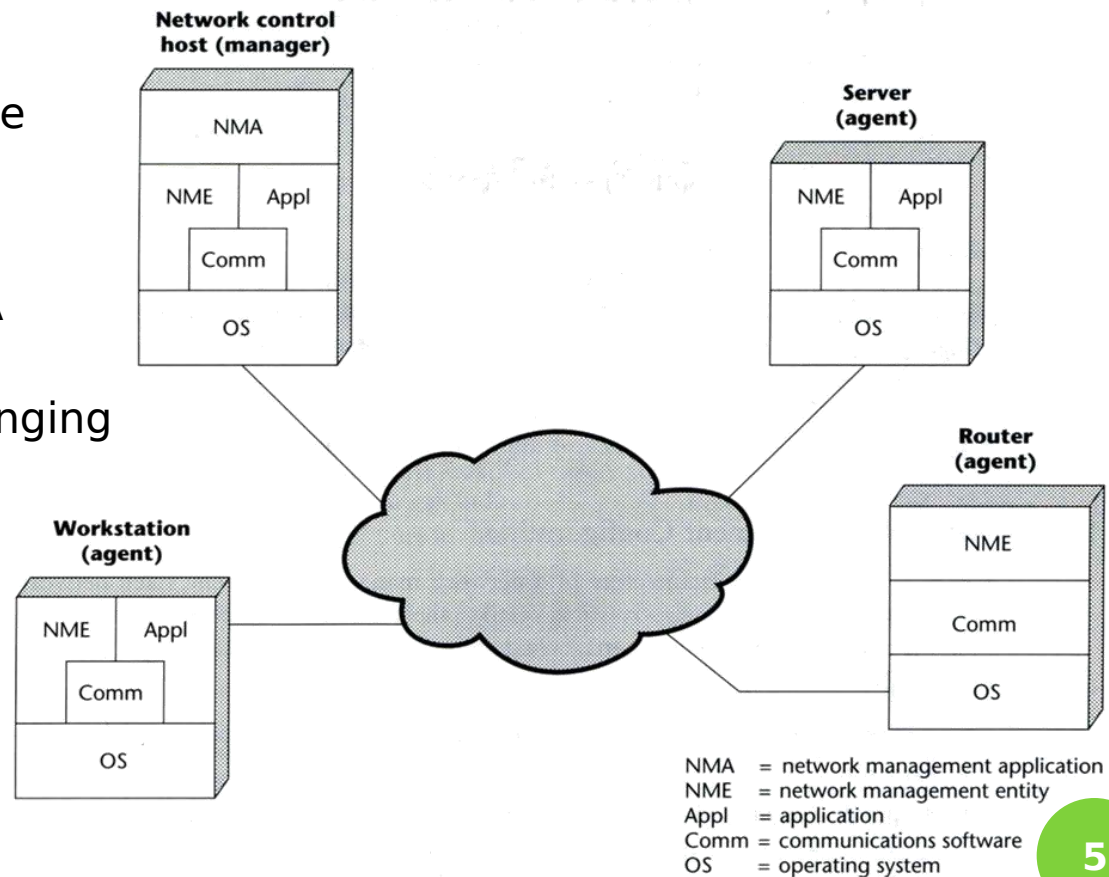 e
A
nging
Network control
host (manager)
NMA
NME Appl
Comm
OS
Server
(agent)
NME Appl
Comm
OS
Workstation
(agent)
NME Appl
Comm
OS
Router
(agent)
NME
Comm
OS
NMA = network management application
NME = network management entity
Appl = application
Comm = communications software
OS = operating system
5